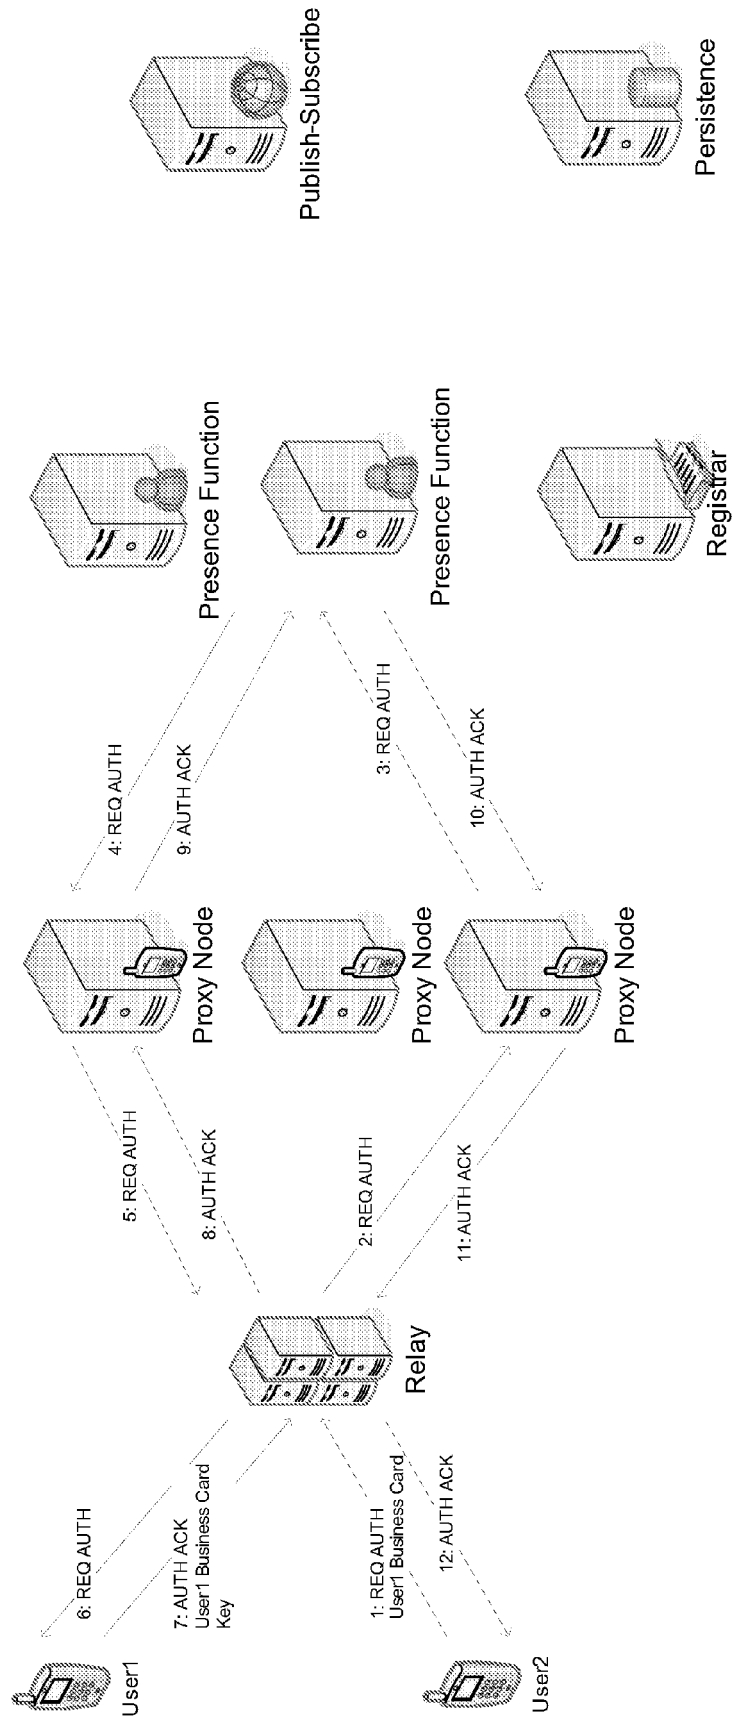 Publish-Subscribe
Persistence
Presence Function
Presence Function
Registrar
4: REQ AUTH
9: AUTH ACK
3: REQ AUTH
10: AUTH ACK
Proxy Node
Proxy Node
Proxy Node
5: REQ AUTH
8: AUTH ACK
2: REQ AUTH
11: AUTH ACK
Relay
6: REQ AUTH
7: AUTH ACK
User1 Business Card
Key
1: REQ AUTH
User1 Business Card
12: AUTH ACK
User1
User2